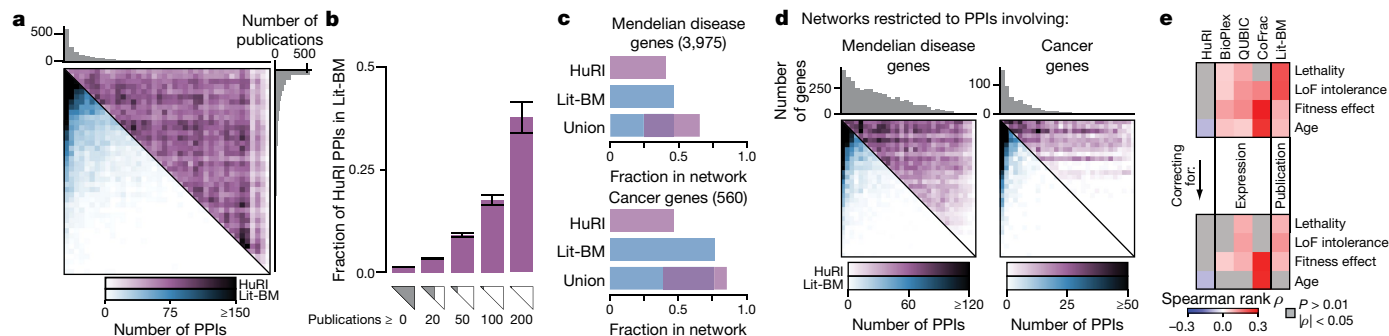 a
Number of
publications
500
0
0 500
HuRI
Lit-BM
0 75 ≥150
Number of PPIs
b
Fraction of HuRI PPIs in Lit-BM
0.5
0.25
0.0
Publications ≥ 0 20 50 100 200
c
Mendelian disease
genes (3,975)
HuRI
Lit-BM
Union
0 0.5 1.0
Fraction in network
Cancer genes (560)
HuRI
Lit-BM
Union
0 0.5 1.0
Fraction in network
d Networks restricted to PPIs involving:
Mendelian disease
genes
Cancer
genes
Number
of genes
250
0
100
0
HuRI
Lit-BM
0 60 ≥120
Number of PPIs
0 25 ≥50
Number of PPIs
e
HuRI
BioPlex
QUBIC
CoFrac
Lit-BM
Lethality
LoF intolerance
Fitness effect
Age
Correcting
for:
Expression
Publication
Lethality
LoF intolerance
Fitness effect
Age
Spearman rank ρ
−0.3 0.0 0.3
P > 0.01
|ρ| < 0.05